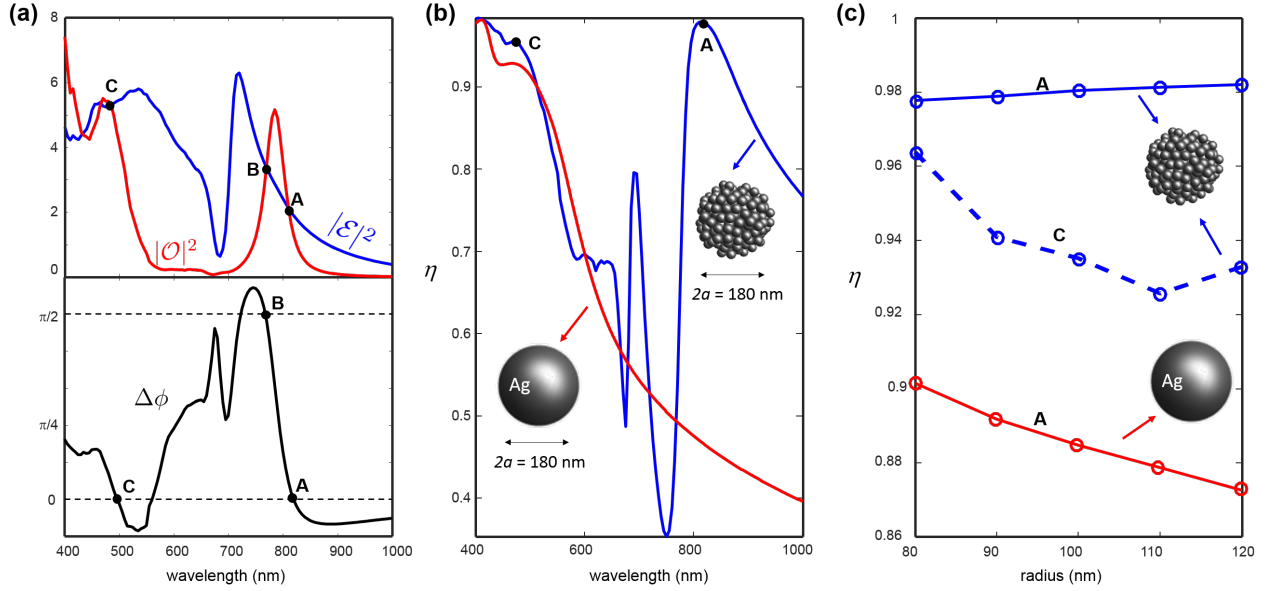 (a)
8
6
4
2
0
C
B
A
|𝓞|²
|ℰ|²
π/2
π/4
0
B
Δϕ
C
A
400 500 600 700 800 900 1000
wavelength (nm)
(b)
η
0.9
0.8
0.7
0.6
0.5
0.4
C
A
2a = 180 nm
Ag
2a = 180 nm
400 600 800 1000
wavelength (nm)
(c)
η
1
0.98
0.96
0.94
0.92
0.9
0.88
0.86
A
C
Ag
A
80 90 100 110 120
radius (nm)